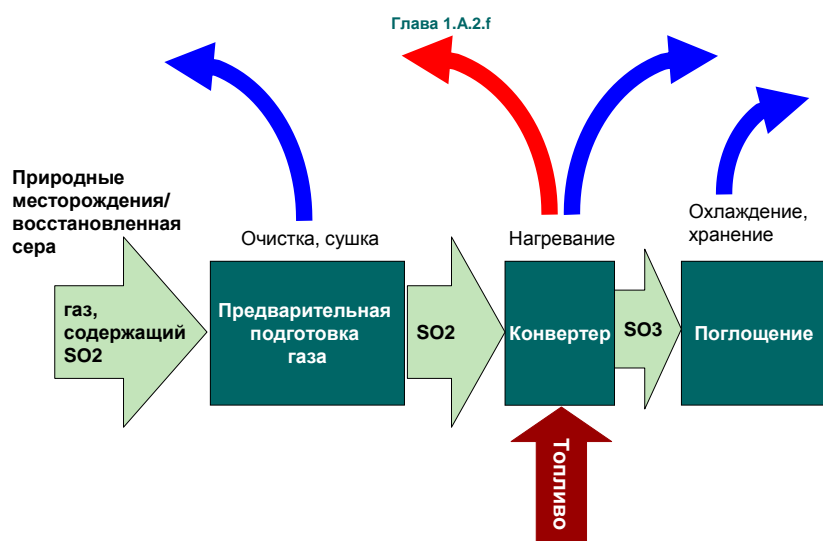 Глава 1.A.2.f
Природные
месторождения/
восстановленная
сера
Очистка, сушка
Нагревание
Охлаждение,
хранение
газ,
содержащий
SO2
Предварительная
подготовка
газа
SO2
Конвертер
SO3
Поглощение
Топливо